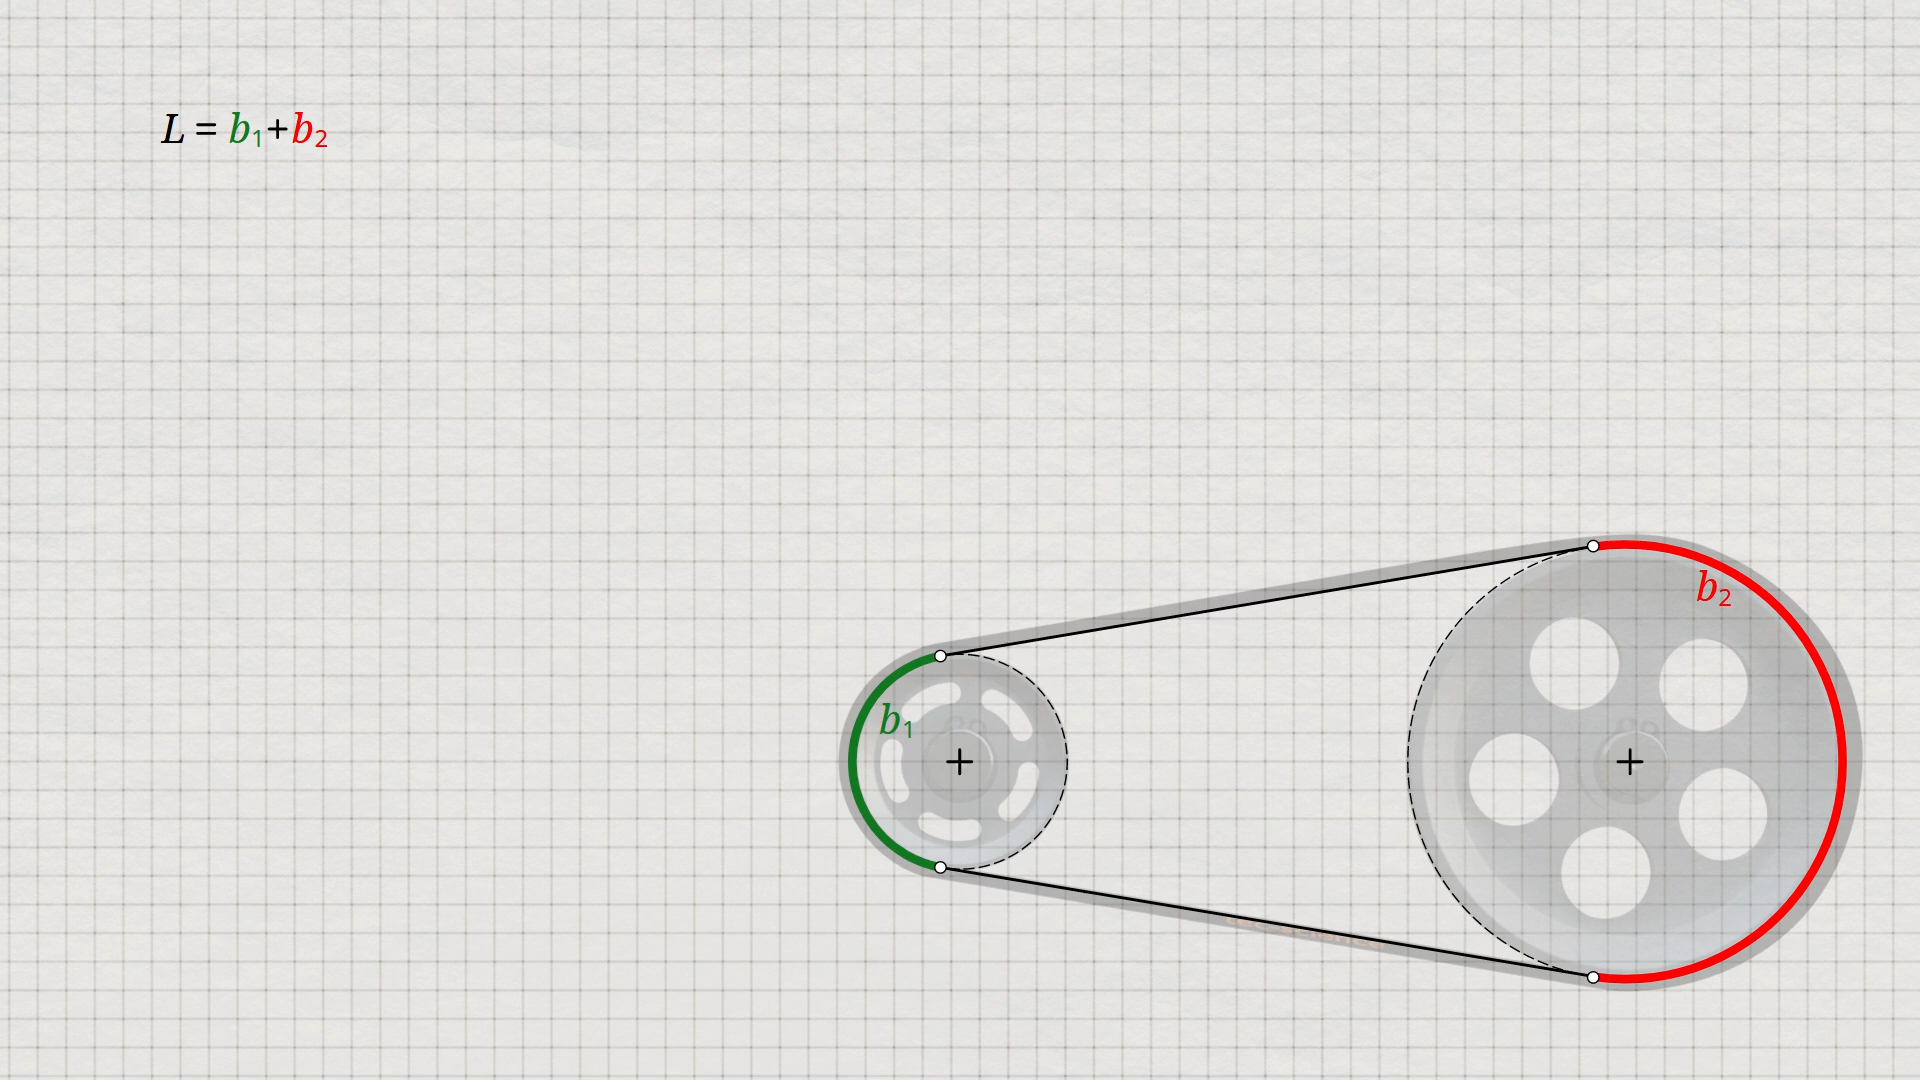 L = b₁+b₂
b₂
b₁